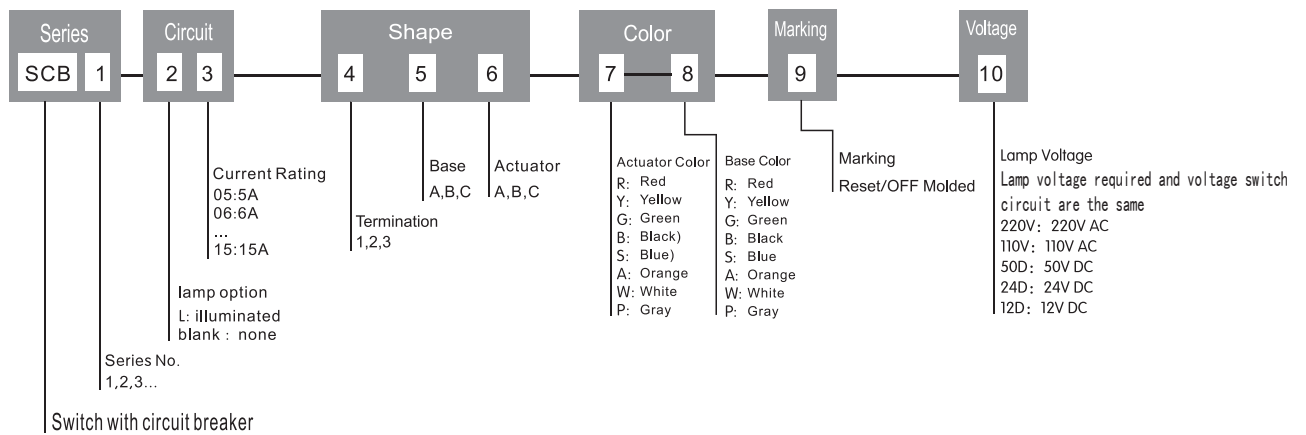 Series
Circuit
Shape
Color
Marking
Voltage
SCB 1
2 3
4 5 6
7 8
9
10
Current Rating
05:5A
06:6A
...
15:15A
lamp option
L: illuminated
blank : none
Series No.
1,2,3...
Switch with circuit breaker
Termination
1,2,3
Base
A,B,C
Actuator
A,B,C
Actuator Color
R: Red
Y: Yellow
G: Green
B: Black)
S: Blue)
A: Orange
W: White
P: Gray
Base Color
R: Red
Y: Yellow
G: Green
B: Black
S: Blue
A: Orange
W: White
P: Gray
Marking
Reset/OFF Molded
Lamp Voltage
Lamp voltage required and voltage switch
circuit are the same
220V: 220V AC
110V: 110V AC
50D: 50V DC
24D: 24V DC
12D: 12V DC